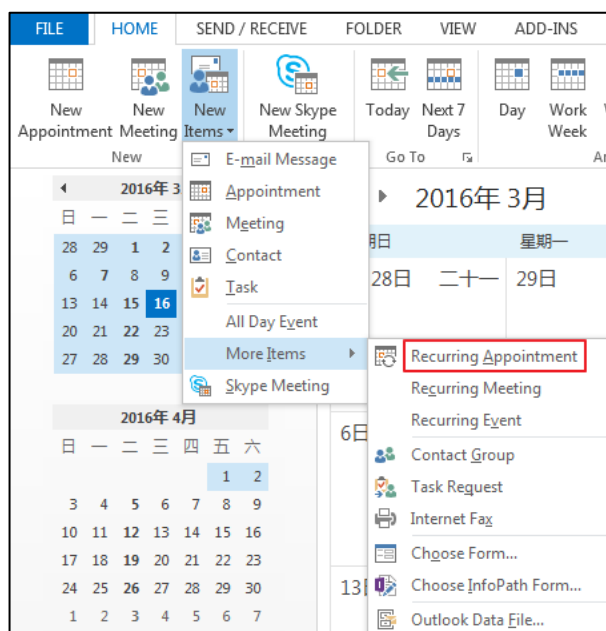 FILE HOME SEND / RECEIVE FOLDER VIEW ADD-INS
New Appointment
New Meeting
New Items
New Skype Meeting
Today
Next 7 Days
Day
Work Week
New
Go To
E-mail Message
Appointment
Meeting
Contact
Task
All Day Event
More Items
Skype Meeting
Recurring Appointment
Recurring Meeting
Recurring Event
Contact Group
Task Request
Internet Fax
Choose Form...
Choose InfoPath Form...
Outlook Data File...
2016年 3
日 一 二 三
28 29 1 2
6 7 8 9
13 14 15 16
20 21 22 23
27 28 29 30
2016年 4月
日 一 二 三 四 五 六
1 2
3 4 5 6 7 8 9
10 11 12 13 14 15 16
17 18 19 20 21 22 23
24 25 26 27 28 29 30
1 2 3 4 5 6 7
2016年 3月
期日 星期一
28日 二十一 29日
6日
13